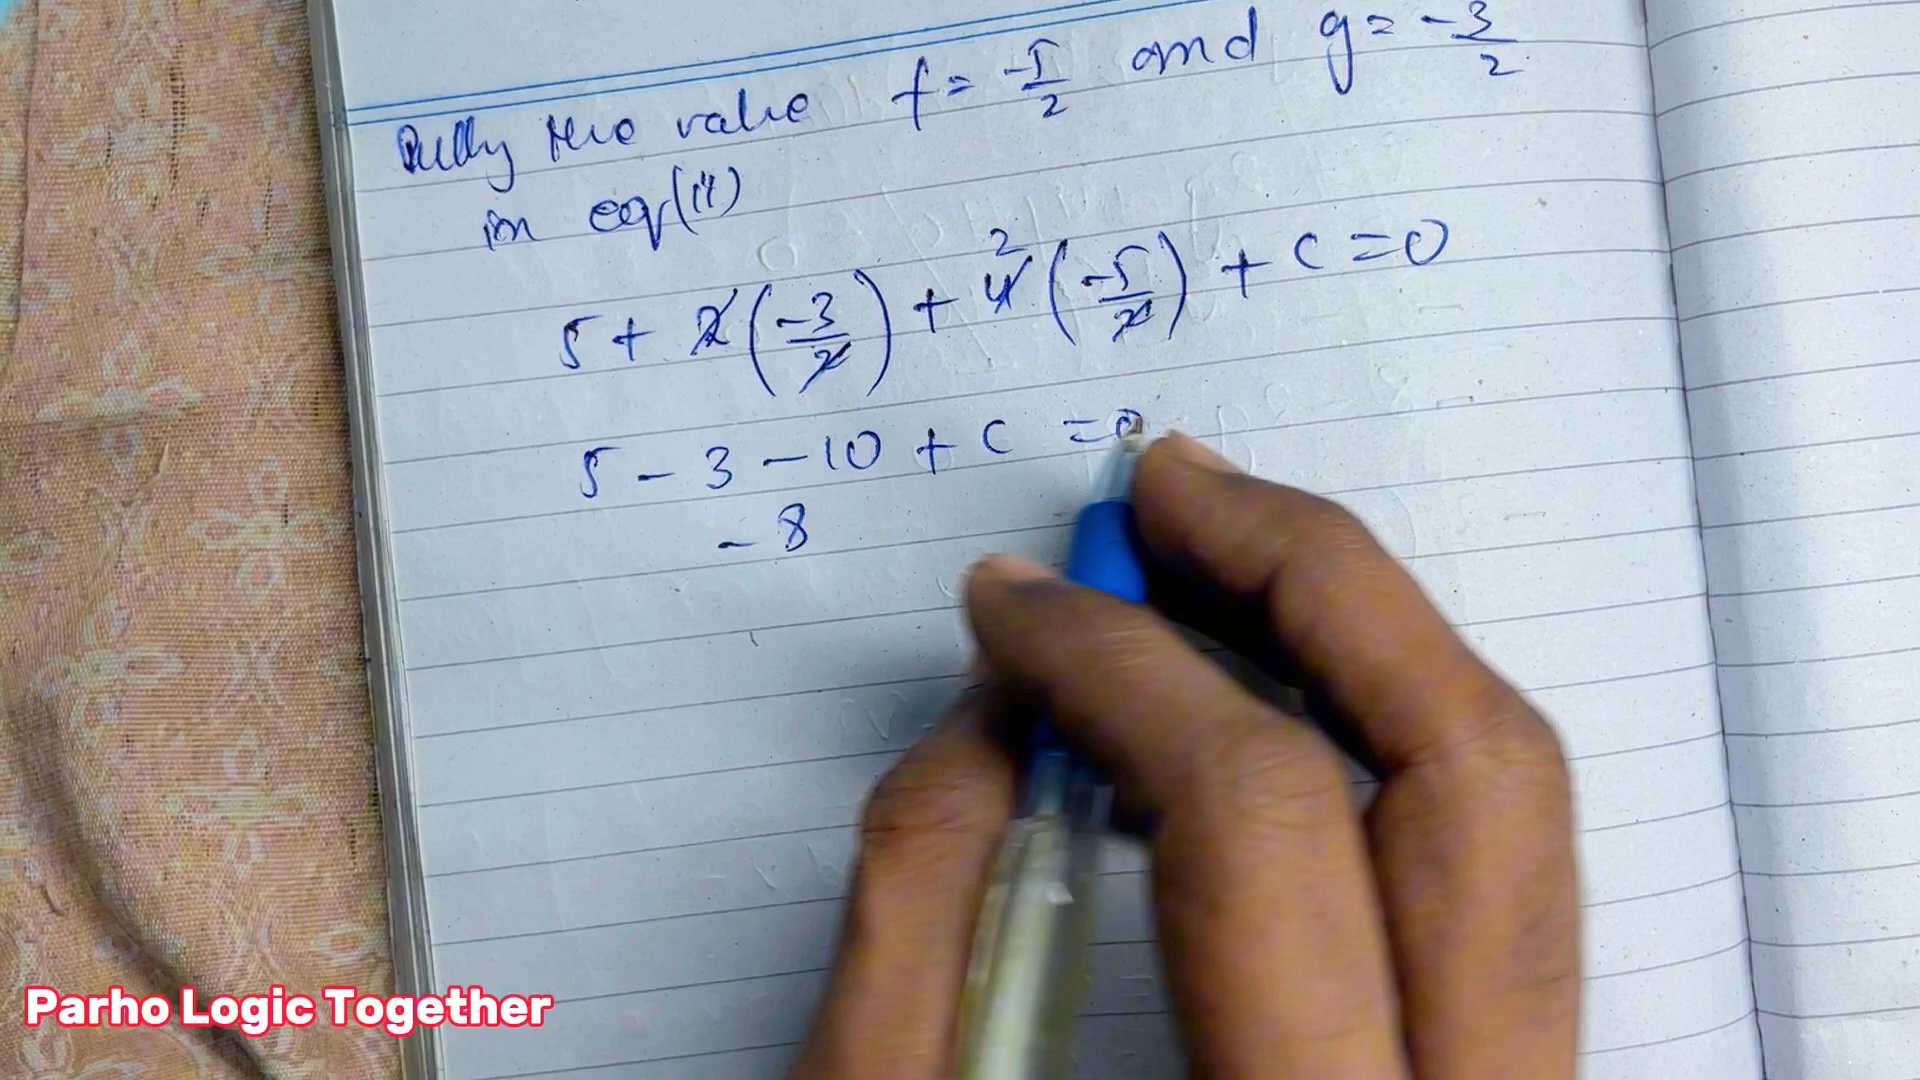 Putting the value f = -5/2 and g = -3/2
in eq(ii)
5 + 2(-3/2) + 4(-5/2) + c = 0
2
5 - 3 - 10 + c = 0
- 8
Parho Logic Together